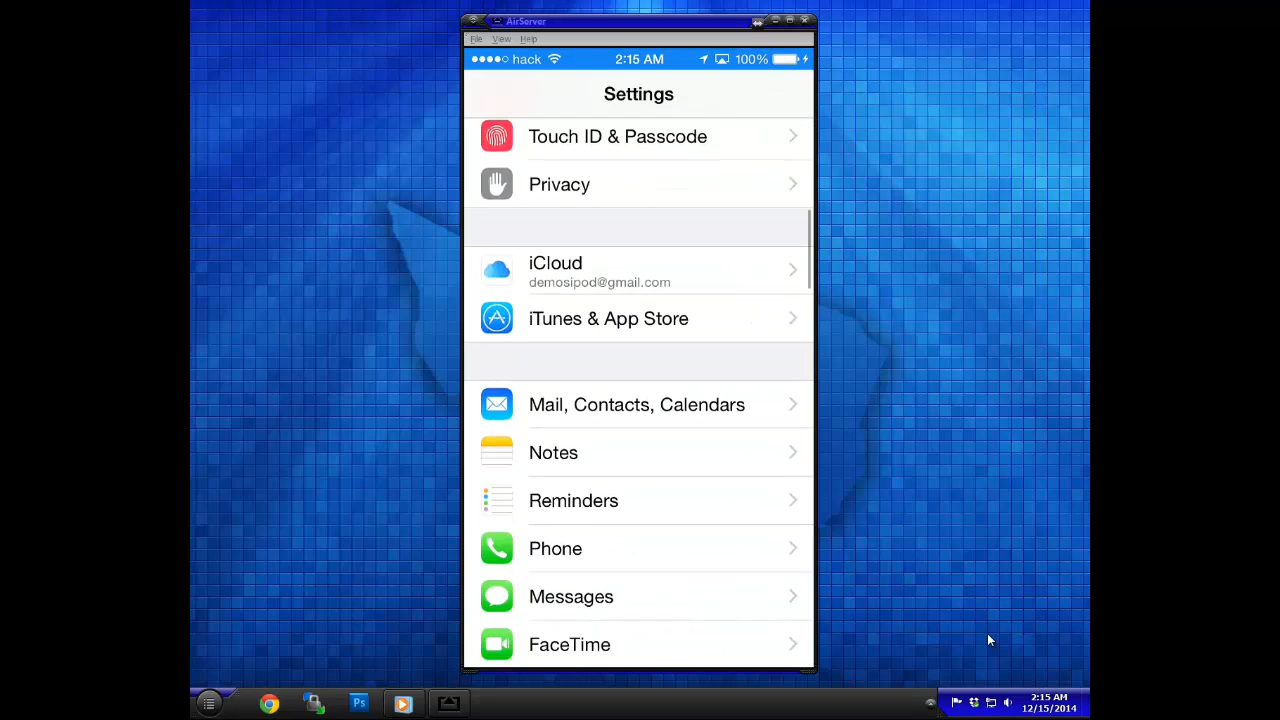 AirServer
File View Help
hack 2:15 AM 100%
Settings
Touch ID & Passcode
Privacy
iCloud
demosipod@gmail.com
iTunes & App Store
Mail, Contacts, Calendars
Notes
Reminders
Phone
Messages
FaceTime
Ps
2:15 AM
12/15/2014